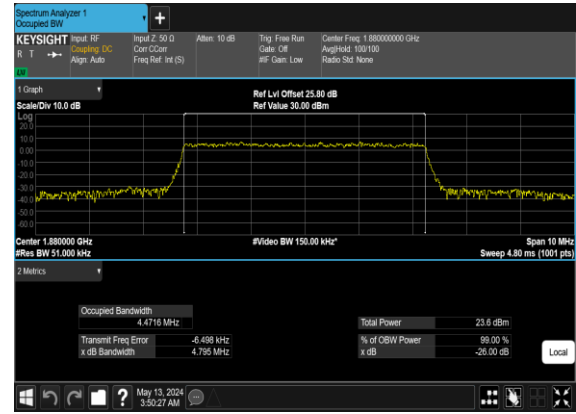 Spectrum Analyzer 1
Occupied BW
+
KEYSIGHT Input: RF Input Z: 50 Ω Atten: 10 dB Trig: Free Run Center Freq: 1.880000000 GHz
R T Coupling: DC Corr CCorr Gate: Off Avg|Hold: 100/100
Align: Auto Freq Ref: Int (S) #IF Gain: Low Radio Std: None
LNI
1 Graph
Ref Lvl Offset 25.80 dB
Scale/Div 10.0 dB Ref Value 30.00 dBm
Log
20.0
10.0
0.00
-10.0
-20.0
-30.0
-40.0
-50.0
-60.0
Center 1.880000 GHz #Video BW 150.00 kHz* Span 10 MHz
#Res BW 51.000 kHz Sweep 4.80 ms (1001 pts)
2 Metrics
Occupied Bandwidth
4.4716 MHz Total Power 23.6 dBm
Transmit Freq Error -6.498 kHz % of OBW Power 99.00 %
x dB Bandwidth 4.795 MHz x dB -26.00 dB
Local
? May 13, 2024
3:50:27 AM